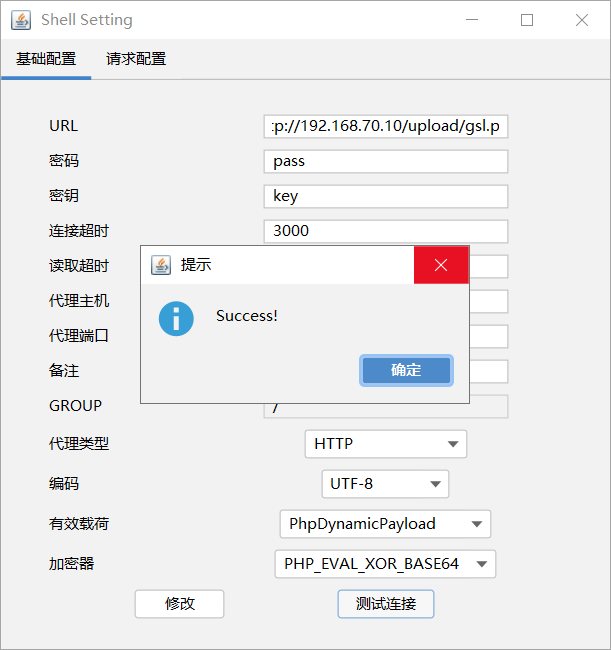 Shell Setting
基础配置 请求配置
URL :p://192.168.70.10/upload/gsl.p
密码 pass
密钥 key
连接超时 3000
读取超时
提示
代理主机
Success!
代理端口
备注 确定
GROUP /
代理类型 HTTP
编码 UTF-8
有效载荷 PhpDynamicPayload
加密器 PHP_EVAL_XOR_BASE64
修改 测试连接